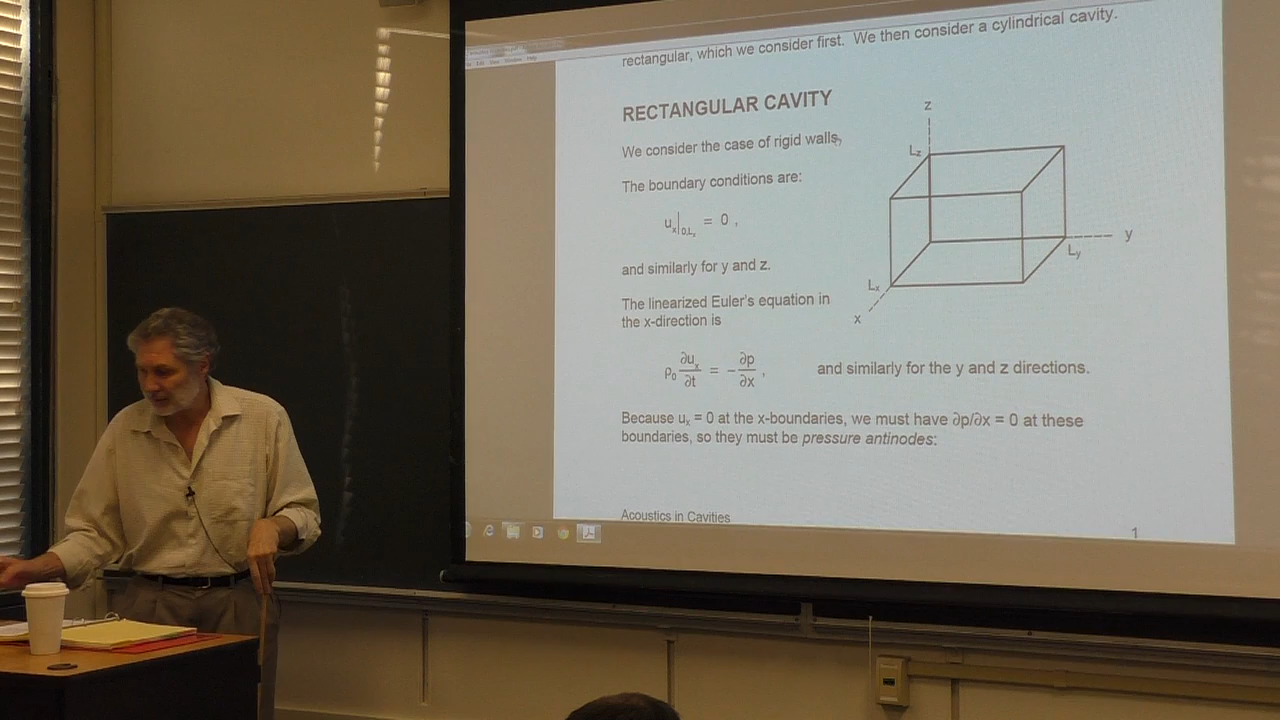 rectangular, which we consider first. We then consider a cylindrical cavity.
RECTANGULAR CAVITY
We consider the case of rigid walls,
The boundary conditions are:
uₓ|₀,Lₓ = 0 ,
and similarly for y and z.
The linearized Euler's equation in
the x-direction is
ρ₀ ∂uₓ/∂t = - ∂p/∂x , and similarly for the y and z directions.
Because uₓ = 0 at the x-boundaries, we must have ∂p/∂x = 0 at these
boundaries, so they must be pressure antinodes:
Acoustics in Cavities
1
z
Lz
y
Ly
Lₓ
x